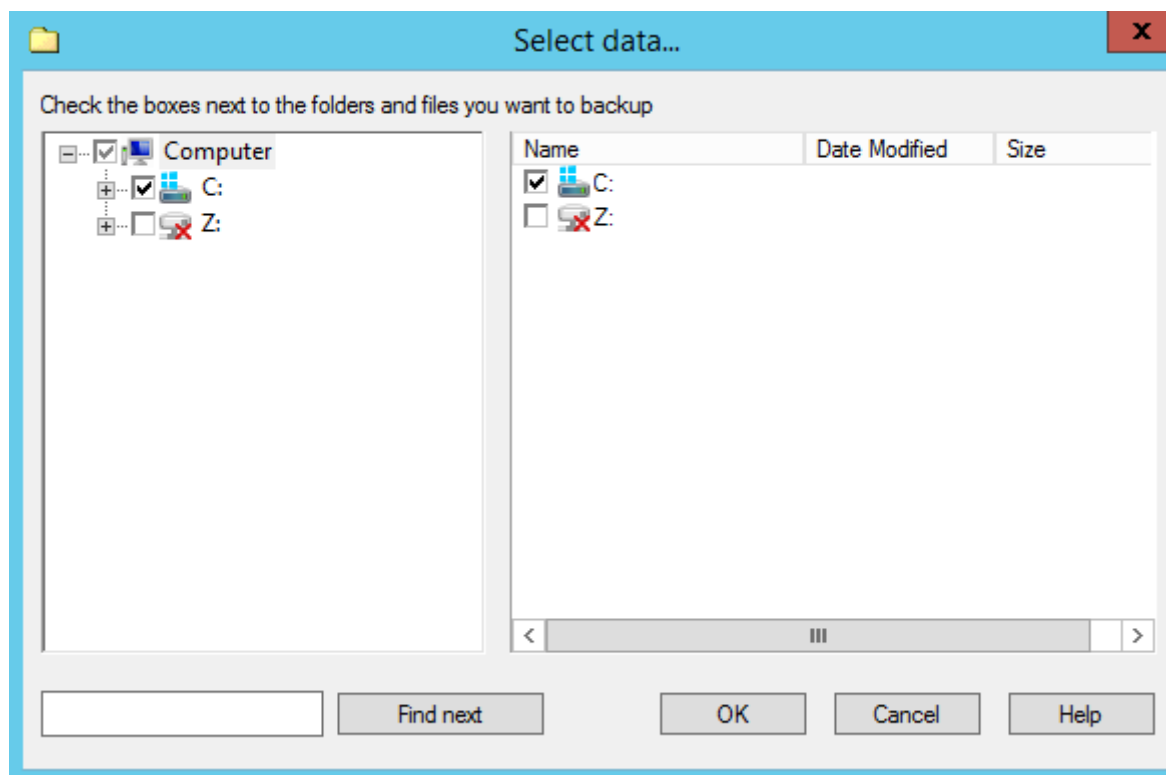 Select data...
x
Check the boxes next to the folders and files you want to backup
Computer
C:
Z:
Name Date Modified Size
C:
Z:
Find next OK Cancel Help